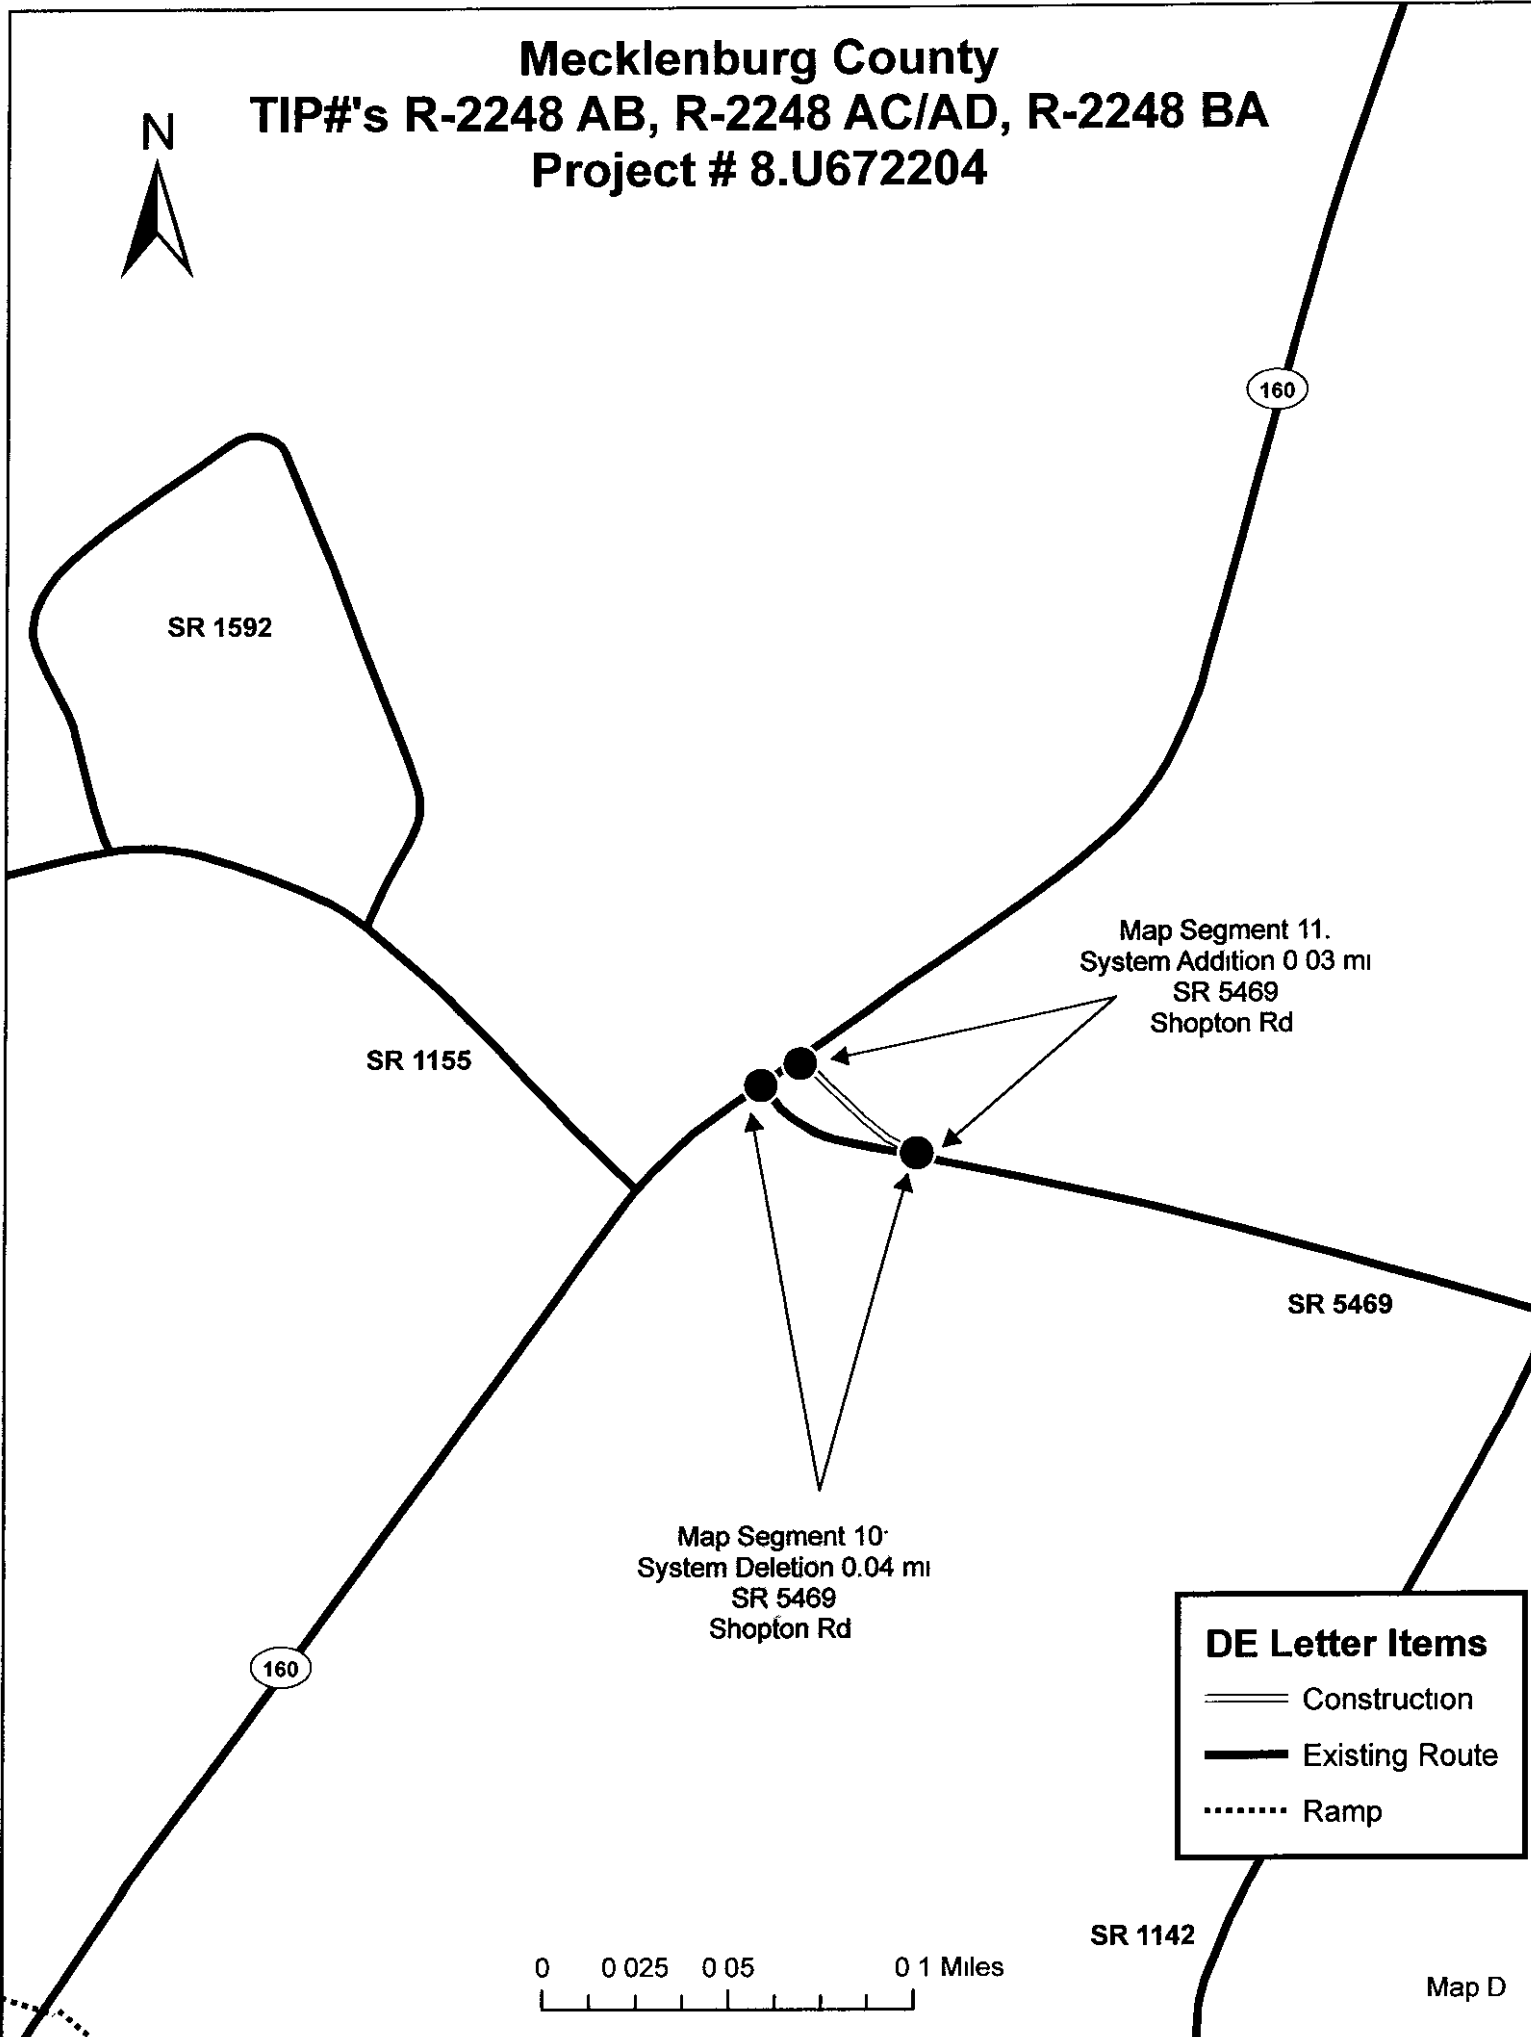 Mecklenburg County
TIP#'s R-2248 AB, R-2248 AC/AD, R-2248 BA
Project # 8.U672204
N
160
SR 1592
Map Segment 11.
System Addition 0 03 mi
SR 5469
Shopton Rd
SR 1155
SR 5469
Map Segment 10
System Deletion 0.04 mi
SR 5469
Shopton Rd
160
DE Letter Items
Construction
Existing Route
Ramp
SR 1142
0 0 025 0 05 0 1 Miles
Map D